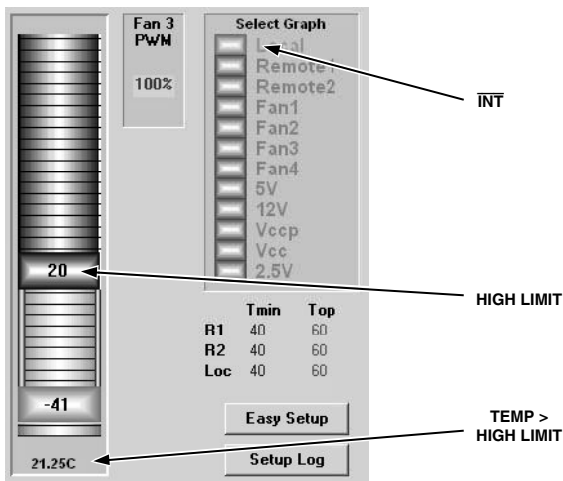 Fan 3
PWM
100%
20
-41
21.25C
Select Graph
Local
Remote1
Remote2
Fan1
Fan2
Fan3
Fan4
5V
12V
Vccp
Vcc
2.5V
Tmin Top
R1 40 60
R2 40 60
Loc 40 60
Easy Setup
Setup Log
INT
HIGH LIMIT
TEMP >
HIGH LIMIT